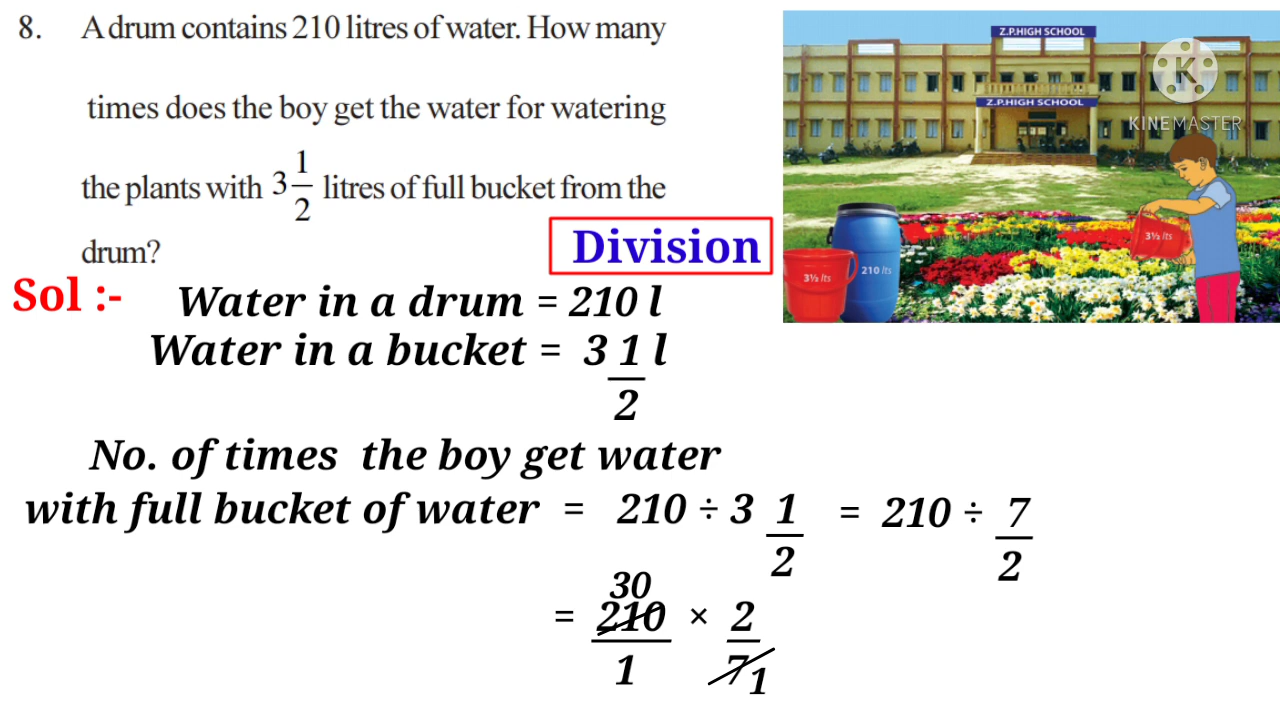 8. A drum contains 210 litres of water. How many
times does the boy get the water for watering
the plants with 3 1/2 litres of full bucket from the
drum?
Division
Z.P.HIGH SCHOOL
Z.P.HIGH SCHOOL
KINEMASTER
3½ lts
210 lts
3½ lts
Sol :-
Water in a drum = 210 l
Water in a bucket = 3 1/2 l
No. of times the boy get water
with full bucket of water = 210 ÷ 3 1/2 = 210 ÷ 7/2
30
= 210/1 × 2/7 1